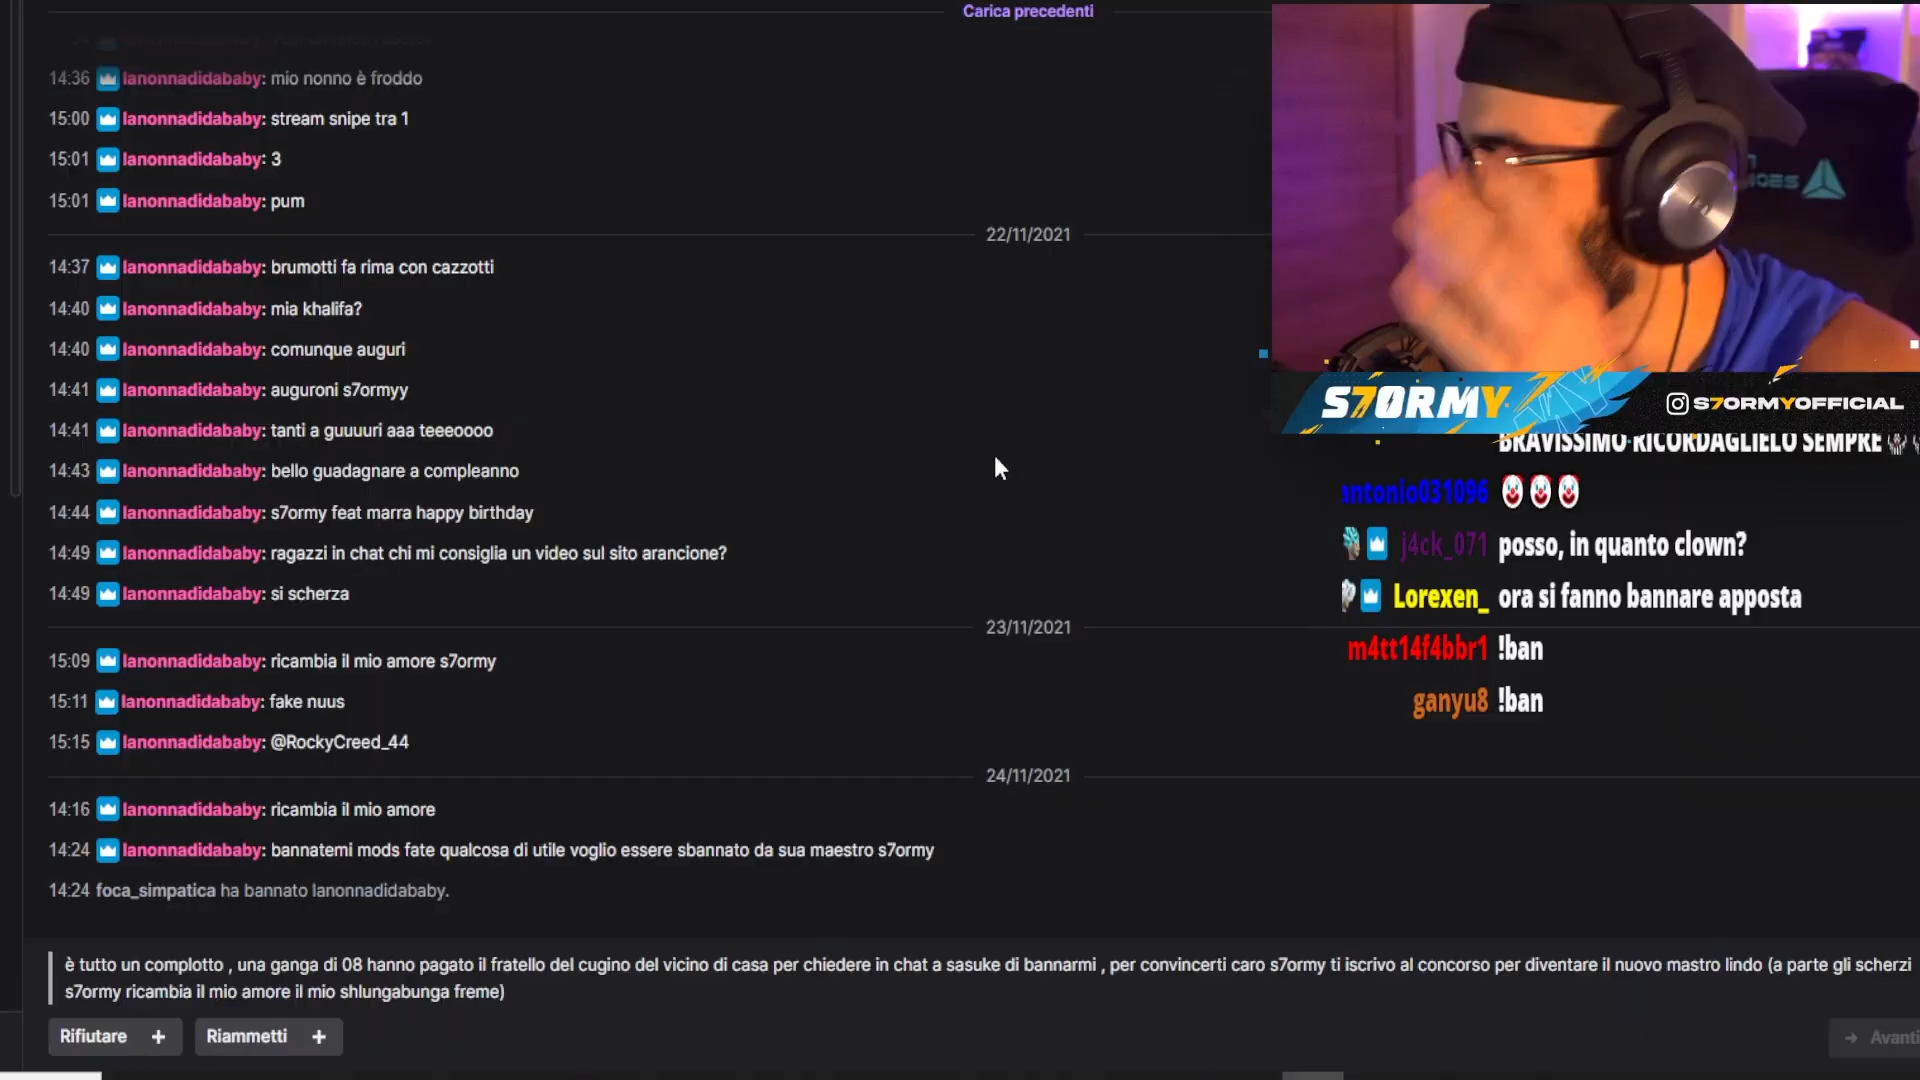 Carica precedenti
14:36 lanonnadidababy: mio nonno è froddo
15:00 lanonnadidababy: stream snipe tra 1
15:01 lanonnadidababy: 3
15:01 lanonnadidababy: pum
22/11/2021
14:37 lanonnadidababy: brumotti fa rima con cazzotti
14:40 lanonnadidababy: mia khalifa?
14:40 lanonnadidababy: comunque auguri
14:41 lanonnadidababy: auguroni s7ormyy
14:41 lanonnadidababy: tanti a guuuuri aaa teeeoooo
14:43 lanonnadidababy: bello guadagnare a compleanno
14:44 lanonnadidababy: s7ormy feat marra happy birthday
14:49 lanonnadidababy: ragazzi in chat chi mi consiglia un video sul sito arancione?
14:49 lanonnadidababy: si scherza
23/11/2021
15:09 lanonnadidababy: ricambia il mio amore s7ormy
15:11 lanonnadidababy: fake nuus
15:15 lanonnadidababy: @RockyCreed_44
24/11/2021
14:16 lanonnadidababy: ricambia il mio amore
14:24 lanonnadidababy: bannatemi mods fate qualcosa di utile voglio essere sbannato da sua maestro s7ormy
14:24 foca_simpatica ha bannato lanonnadidababy.
è tutto un complotto , una ganga di 08 hanno pagato il fratello del cugino del vicino di casa per chiedere in chat a sasuke di bannarmi , per convincerti caro s7ormy ti iscrivo al concorso per diventare il nuovo mastro lindo (a parte gli scherzi
s7ormy ricambia il mio amore il mio shlungabunga freme)
Rifiutare + Riammetti +
Avanti
S7ORMY
S7ORMYOFFICIAL
BRAVISSIMO RICORDAGLIELO SEMPRE
antonio031096
j4ck_071 posso, in quanto clown?
Lorexen_ ora si fanno bannare apposta
m4tt14f4bbr1 !ban
ganyu8 !ban